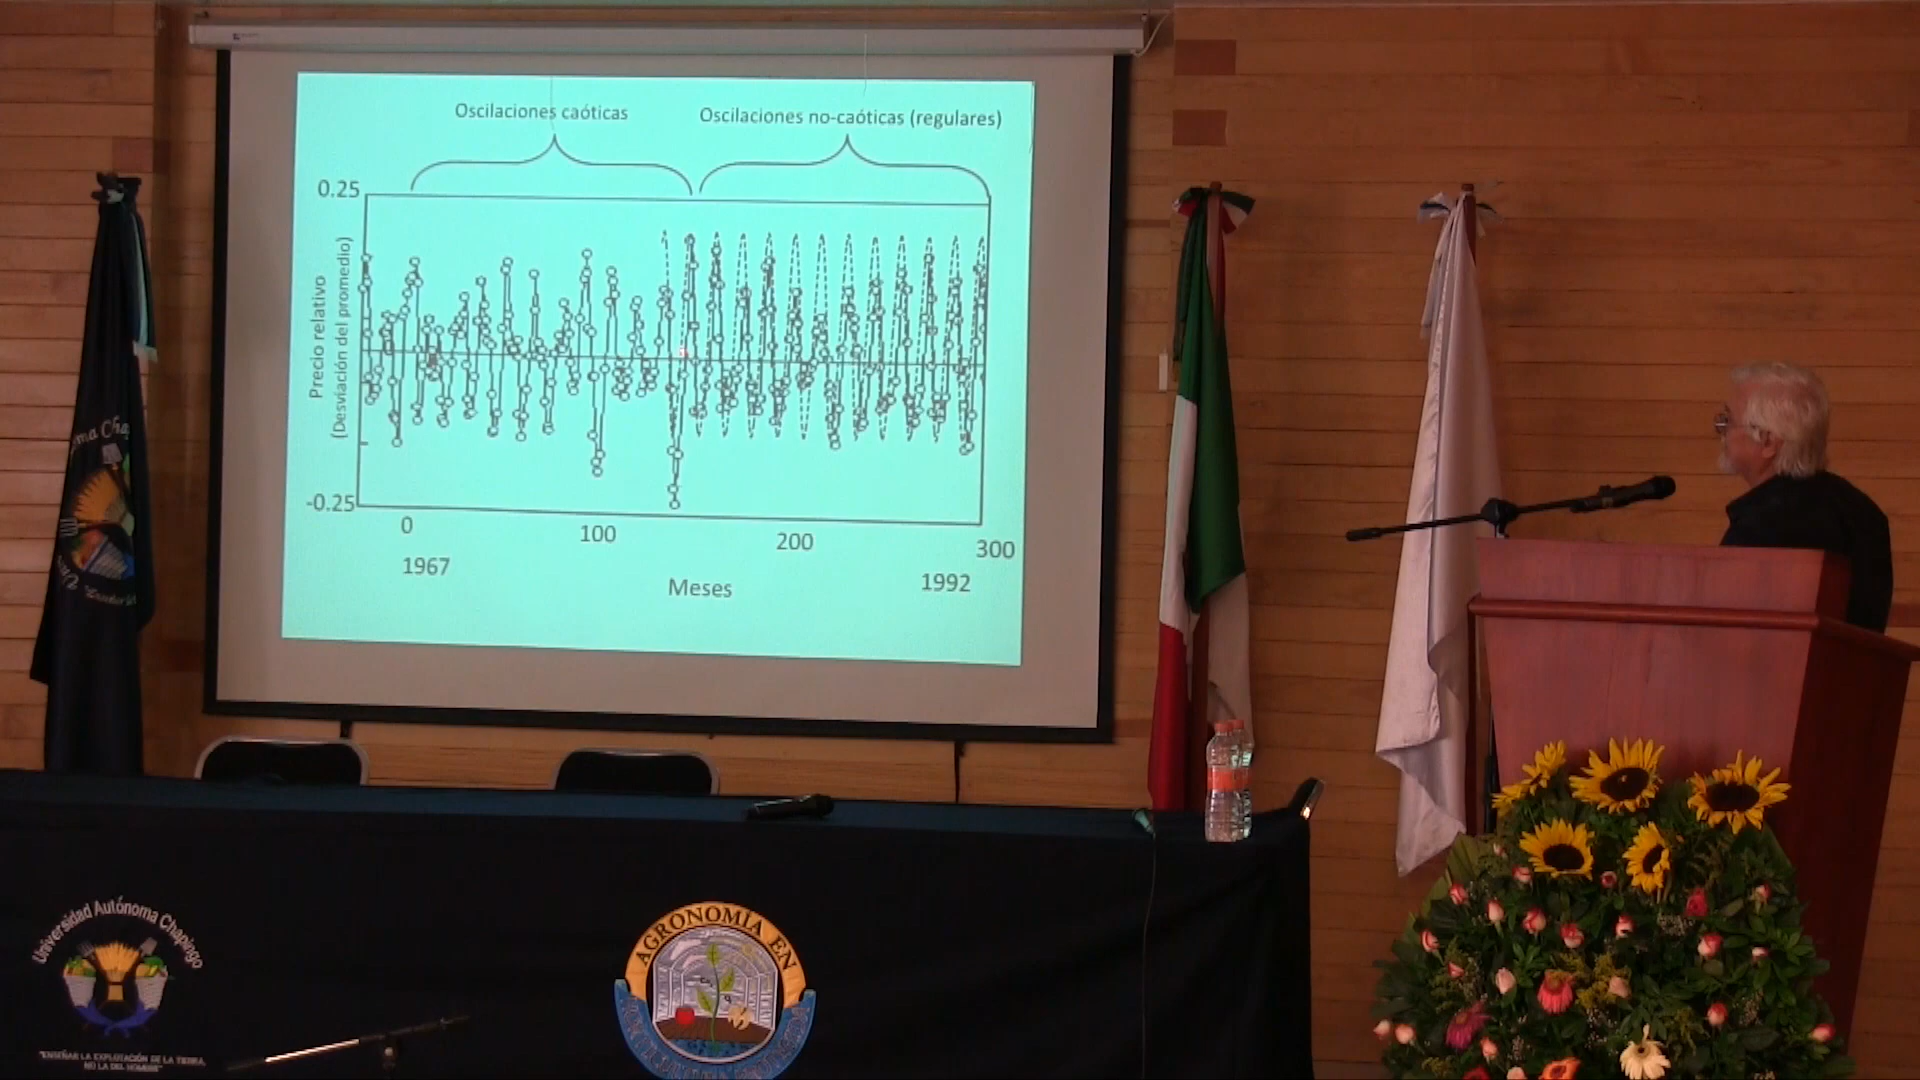 Oscilaciones caóticas
Oscilaciones no-caóticas (regulares)
0.25
Precio relativo
(Desviación del promedio)
-0.25
0
100
200
300
1967
Meses
1992
Universidad Autónoma Chapingo
"ENSEÑAR LA EXPLOTACIÓN DE LA TIERRA,
NO LA DEL HOMBRE"
AGRONOMÍA EN